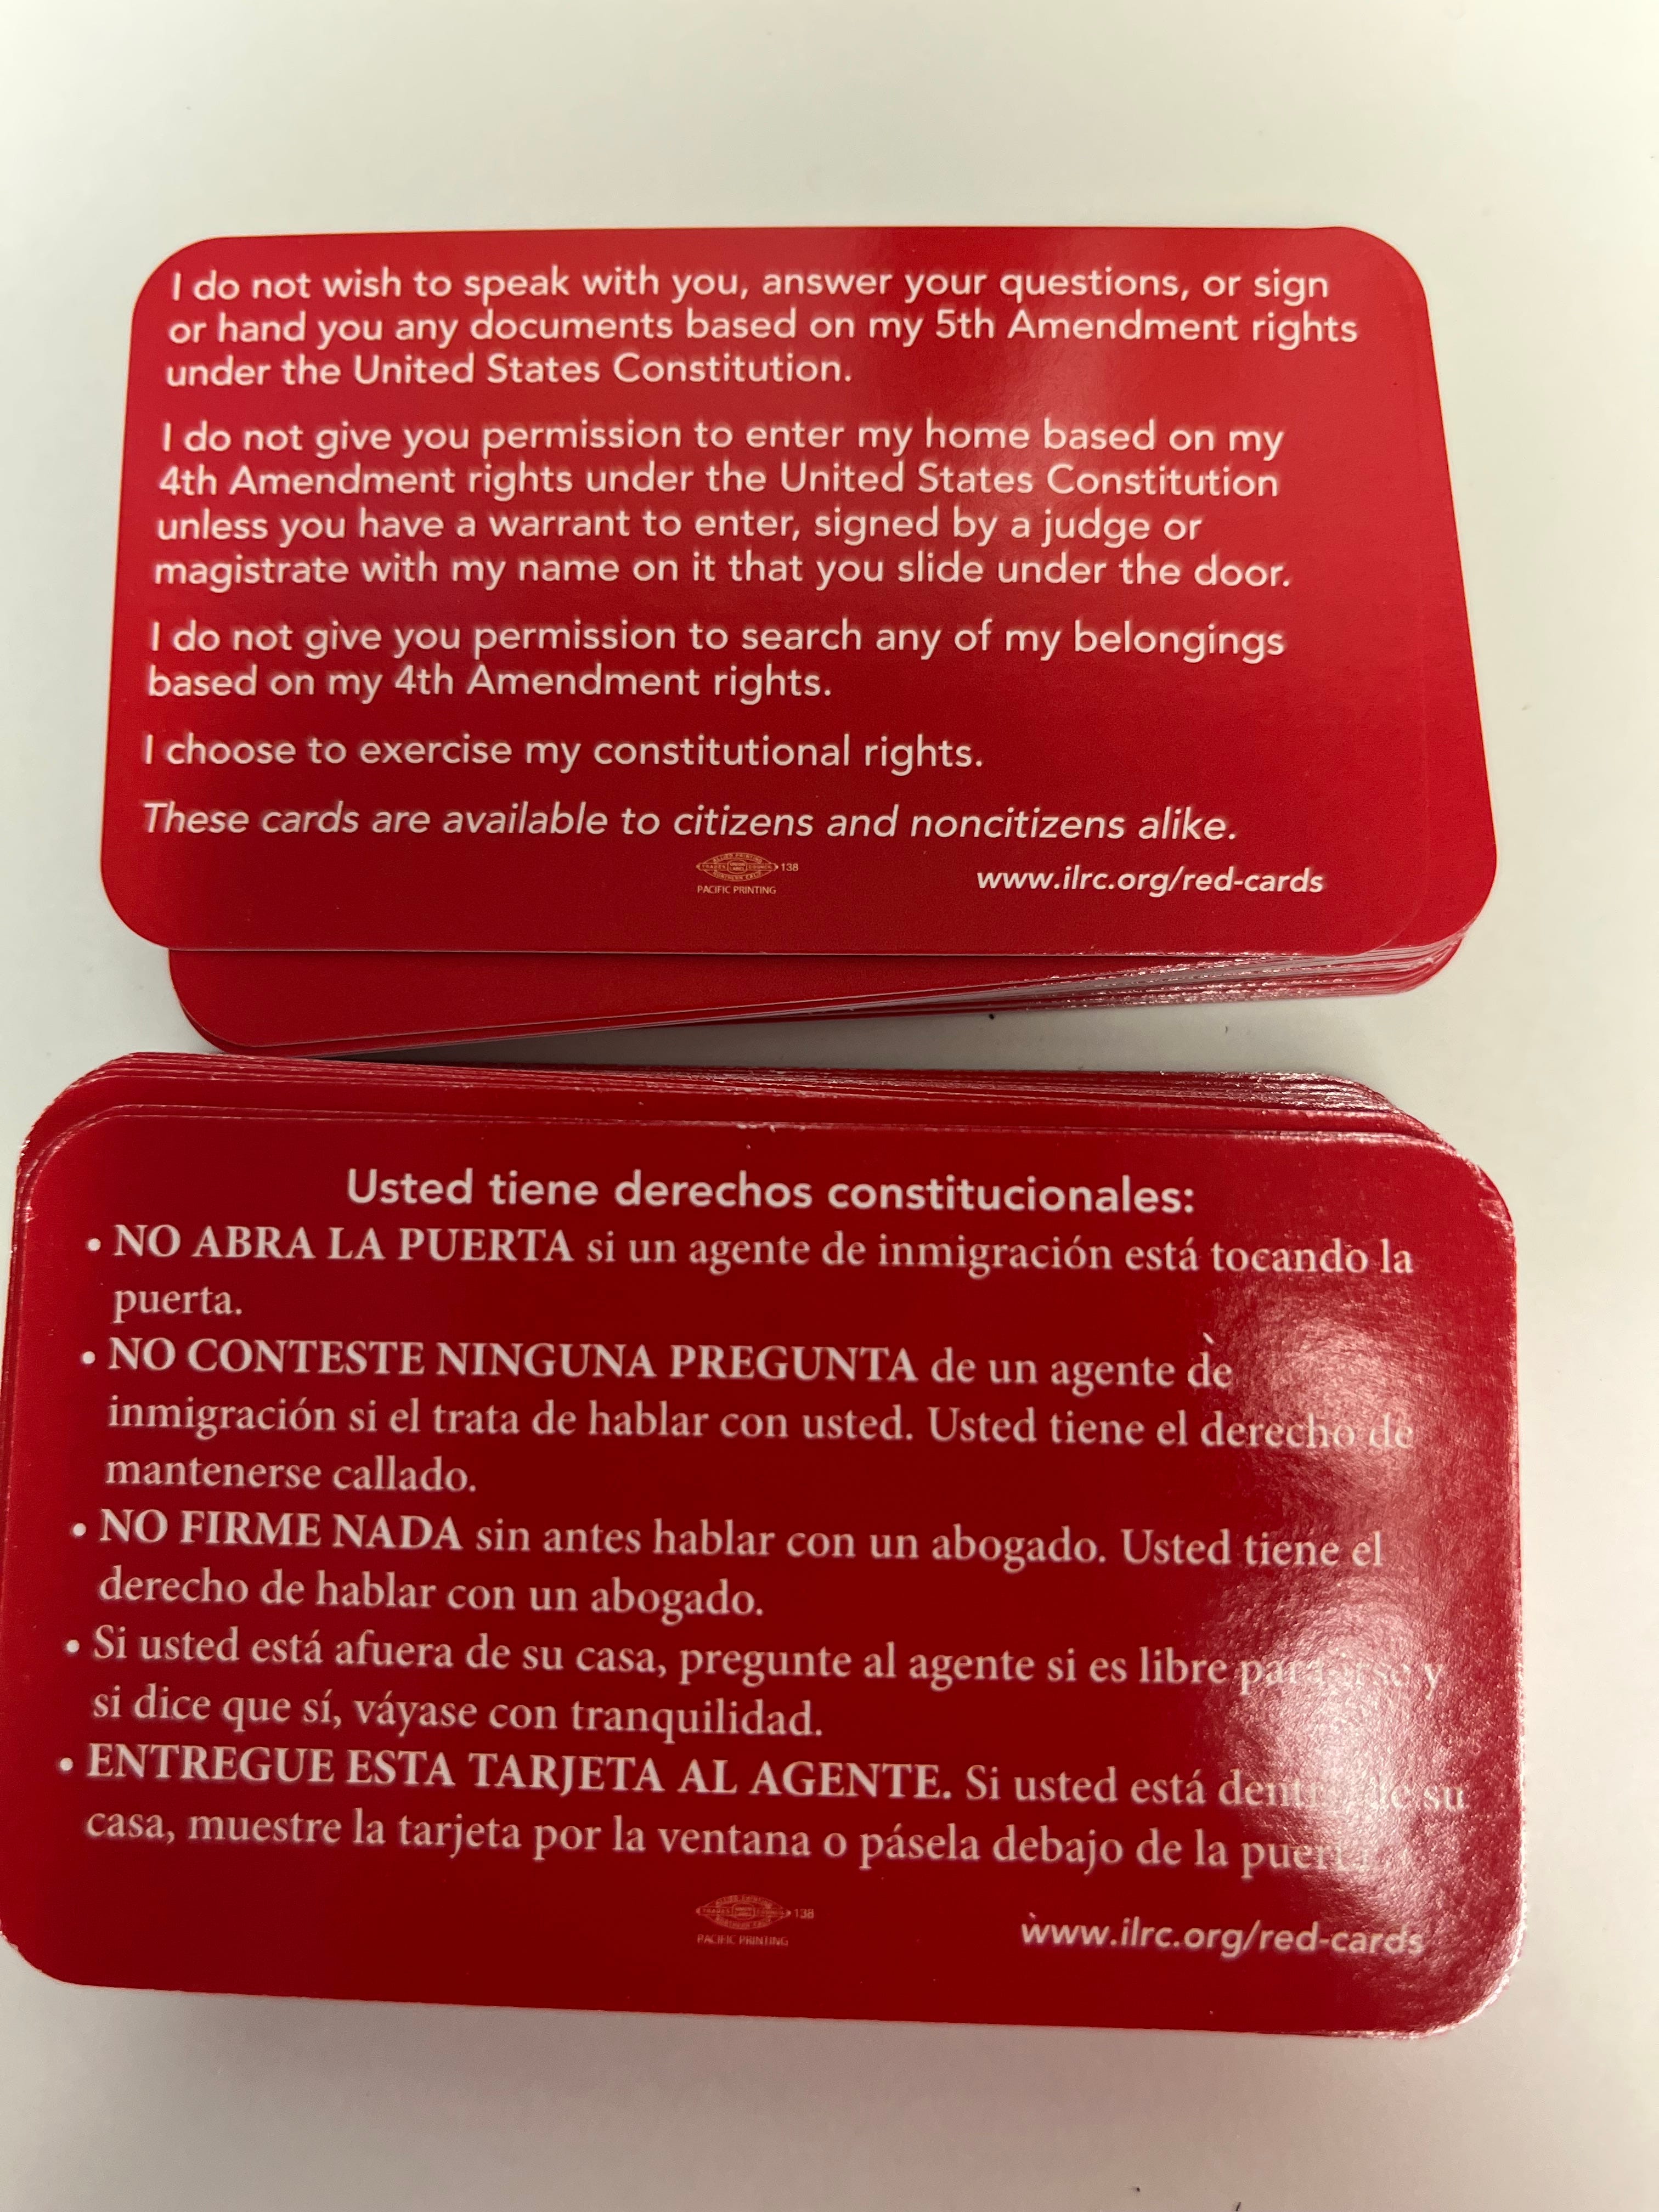 I do not wish to speak with you, answer your questions, or sign
or hand you any documents based on my 5th Amendment rights
under the United States Constitution.
I do not give you permission to enter my home based on my
4th Amendment rights under the United States Constitution
unless you have a warrant to enter, signed by a judge or
magistrate with my name on it that you slide under the door.
I do not give you permission to search any of my belongings
based on my 4th Amendment rights.
I choose to exercise my constitutional rights.
These cards are available to citizens and noncitizens alike.
138
PACIFIC PRINTING
www.ilrc.org/red-cards
Usted tiene derechos constitucionales:
• NO ABRA LA PUERTA si un agente de inmigración está tocando la
puerta.
• NO CONTESTE NINGUNA PREGUNTA de un agente de
inmigración si el trata de hablar con usted. Usted tiene el derecho de
mantenerse callado.
• NO FIRME NADA sin antes hablar con un abogado. Usted tiene el
derecho de hablar con un abogado.
• Si usted está afuera de su casa, pregunte al agente si es libre para irse y
si dice que sí, váyase con tranquilidad.
• ENTREGUE ESTA TARJETA AL AGENTE. Si usted está dentro de su
casa, muestre la tarjeta por la ventana o pásela debajo de la puerta.
138
PACIFIC PRINTING
www.ilrc.org/red-cards